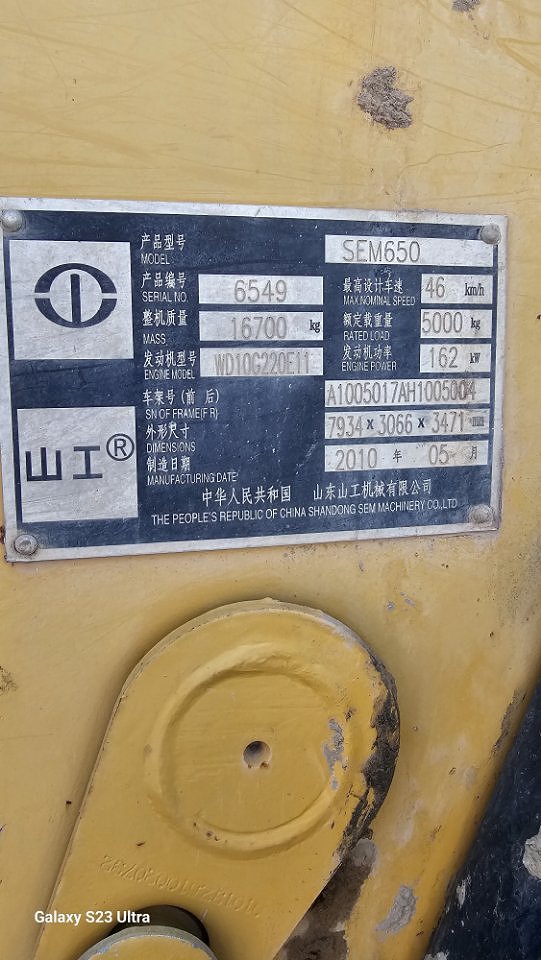 产品型号
MODEL
SEM650
产品编号
SERIAL NO.
6549
最高设计车速
MAX.NOMINAL SPEED
46 km/h
整机质量
MASS
16700 kg
额定载重量
RATED LOAD
5000 kg
发动机型号
ENGINE MODEL
WD10G220E11
发动机功率
ENGINE POWER
162 kW
车架号(前 后)
SN OF FRAME(F R)
A1005017AH1005004
外形尺寸
DIMENSIONS
7934 × 3066 × 3471 mm
制造日期
MANUFACTURING DATE
2010 年 05 月
山工®
中华人民共和国 山东山工机械有限公司
THE PEOPLE'S REPUBLIC OF CHINA SHANDONG SEM MACHINERY CO.,LTD
Galaxy S23 Ultra